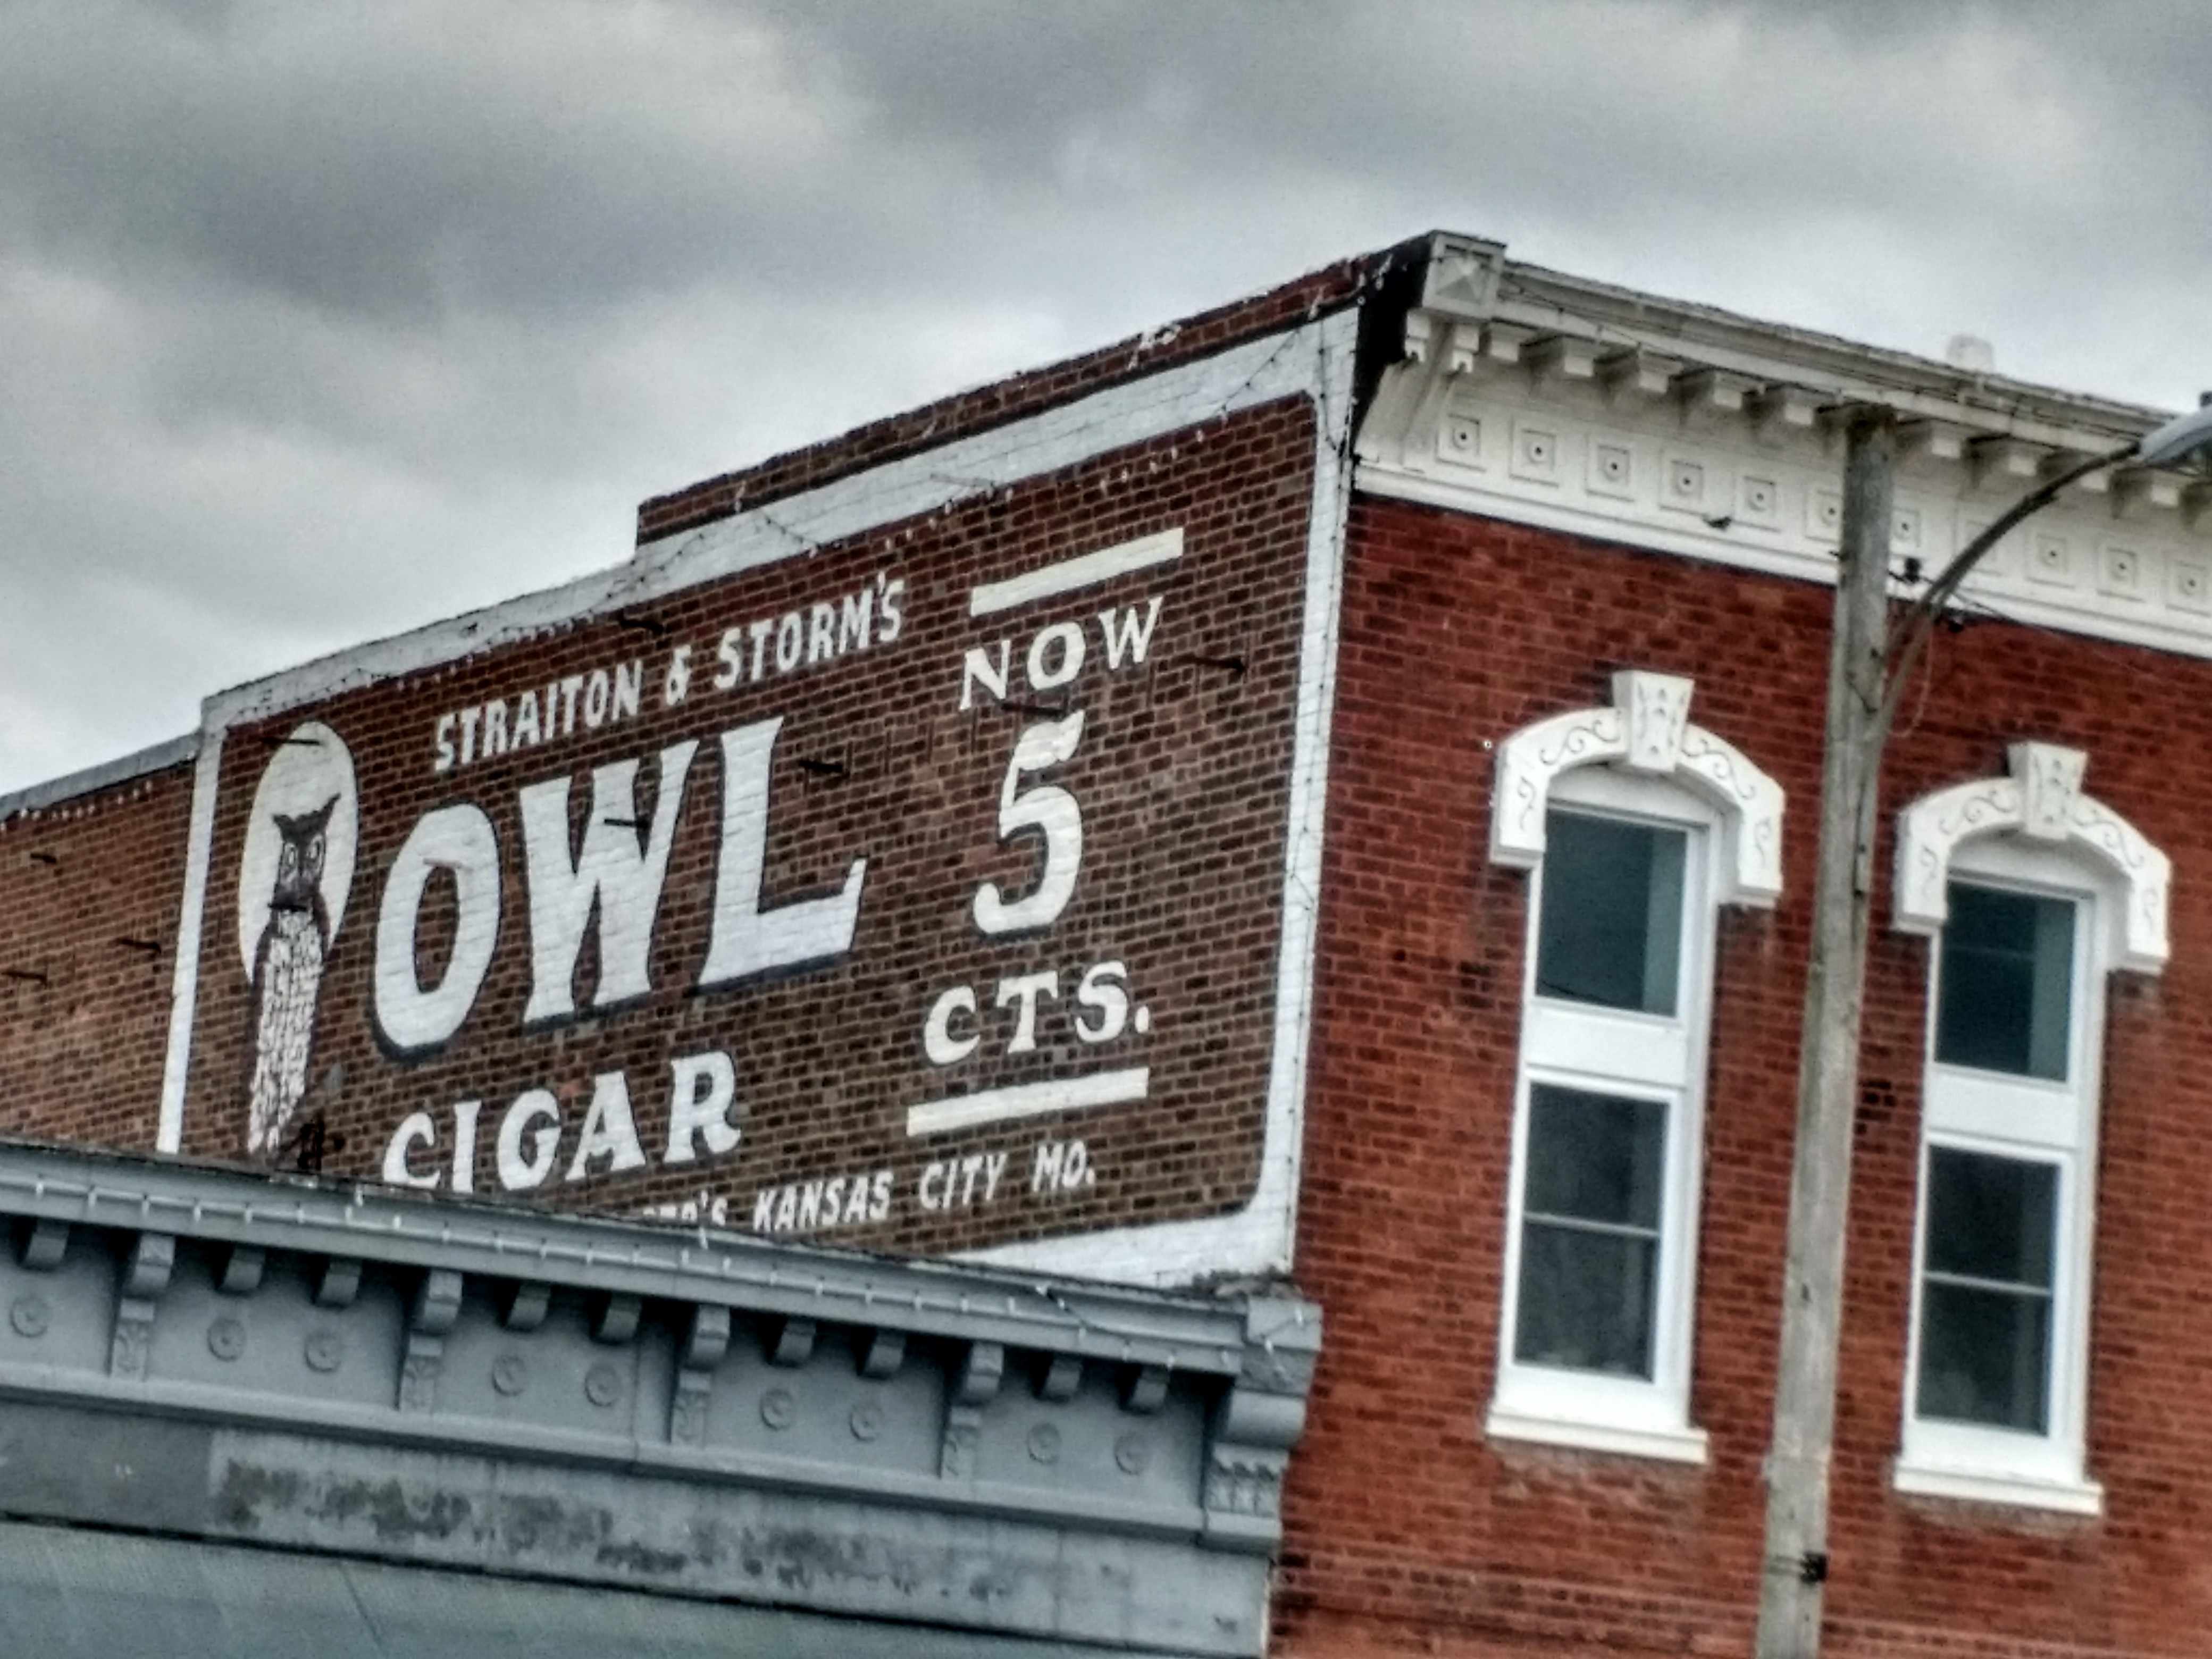 STRAITON & STORM'S
OWL
CIGAR
NOW
5
CTS.
KANSAS CITY MO.